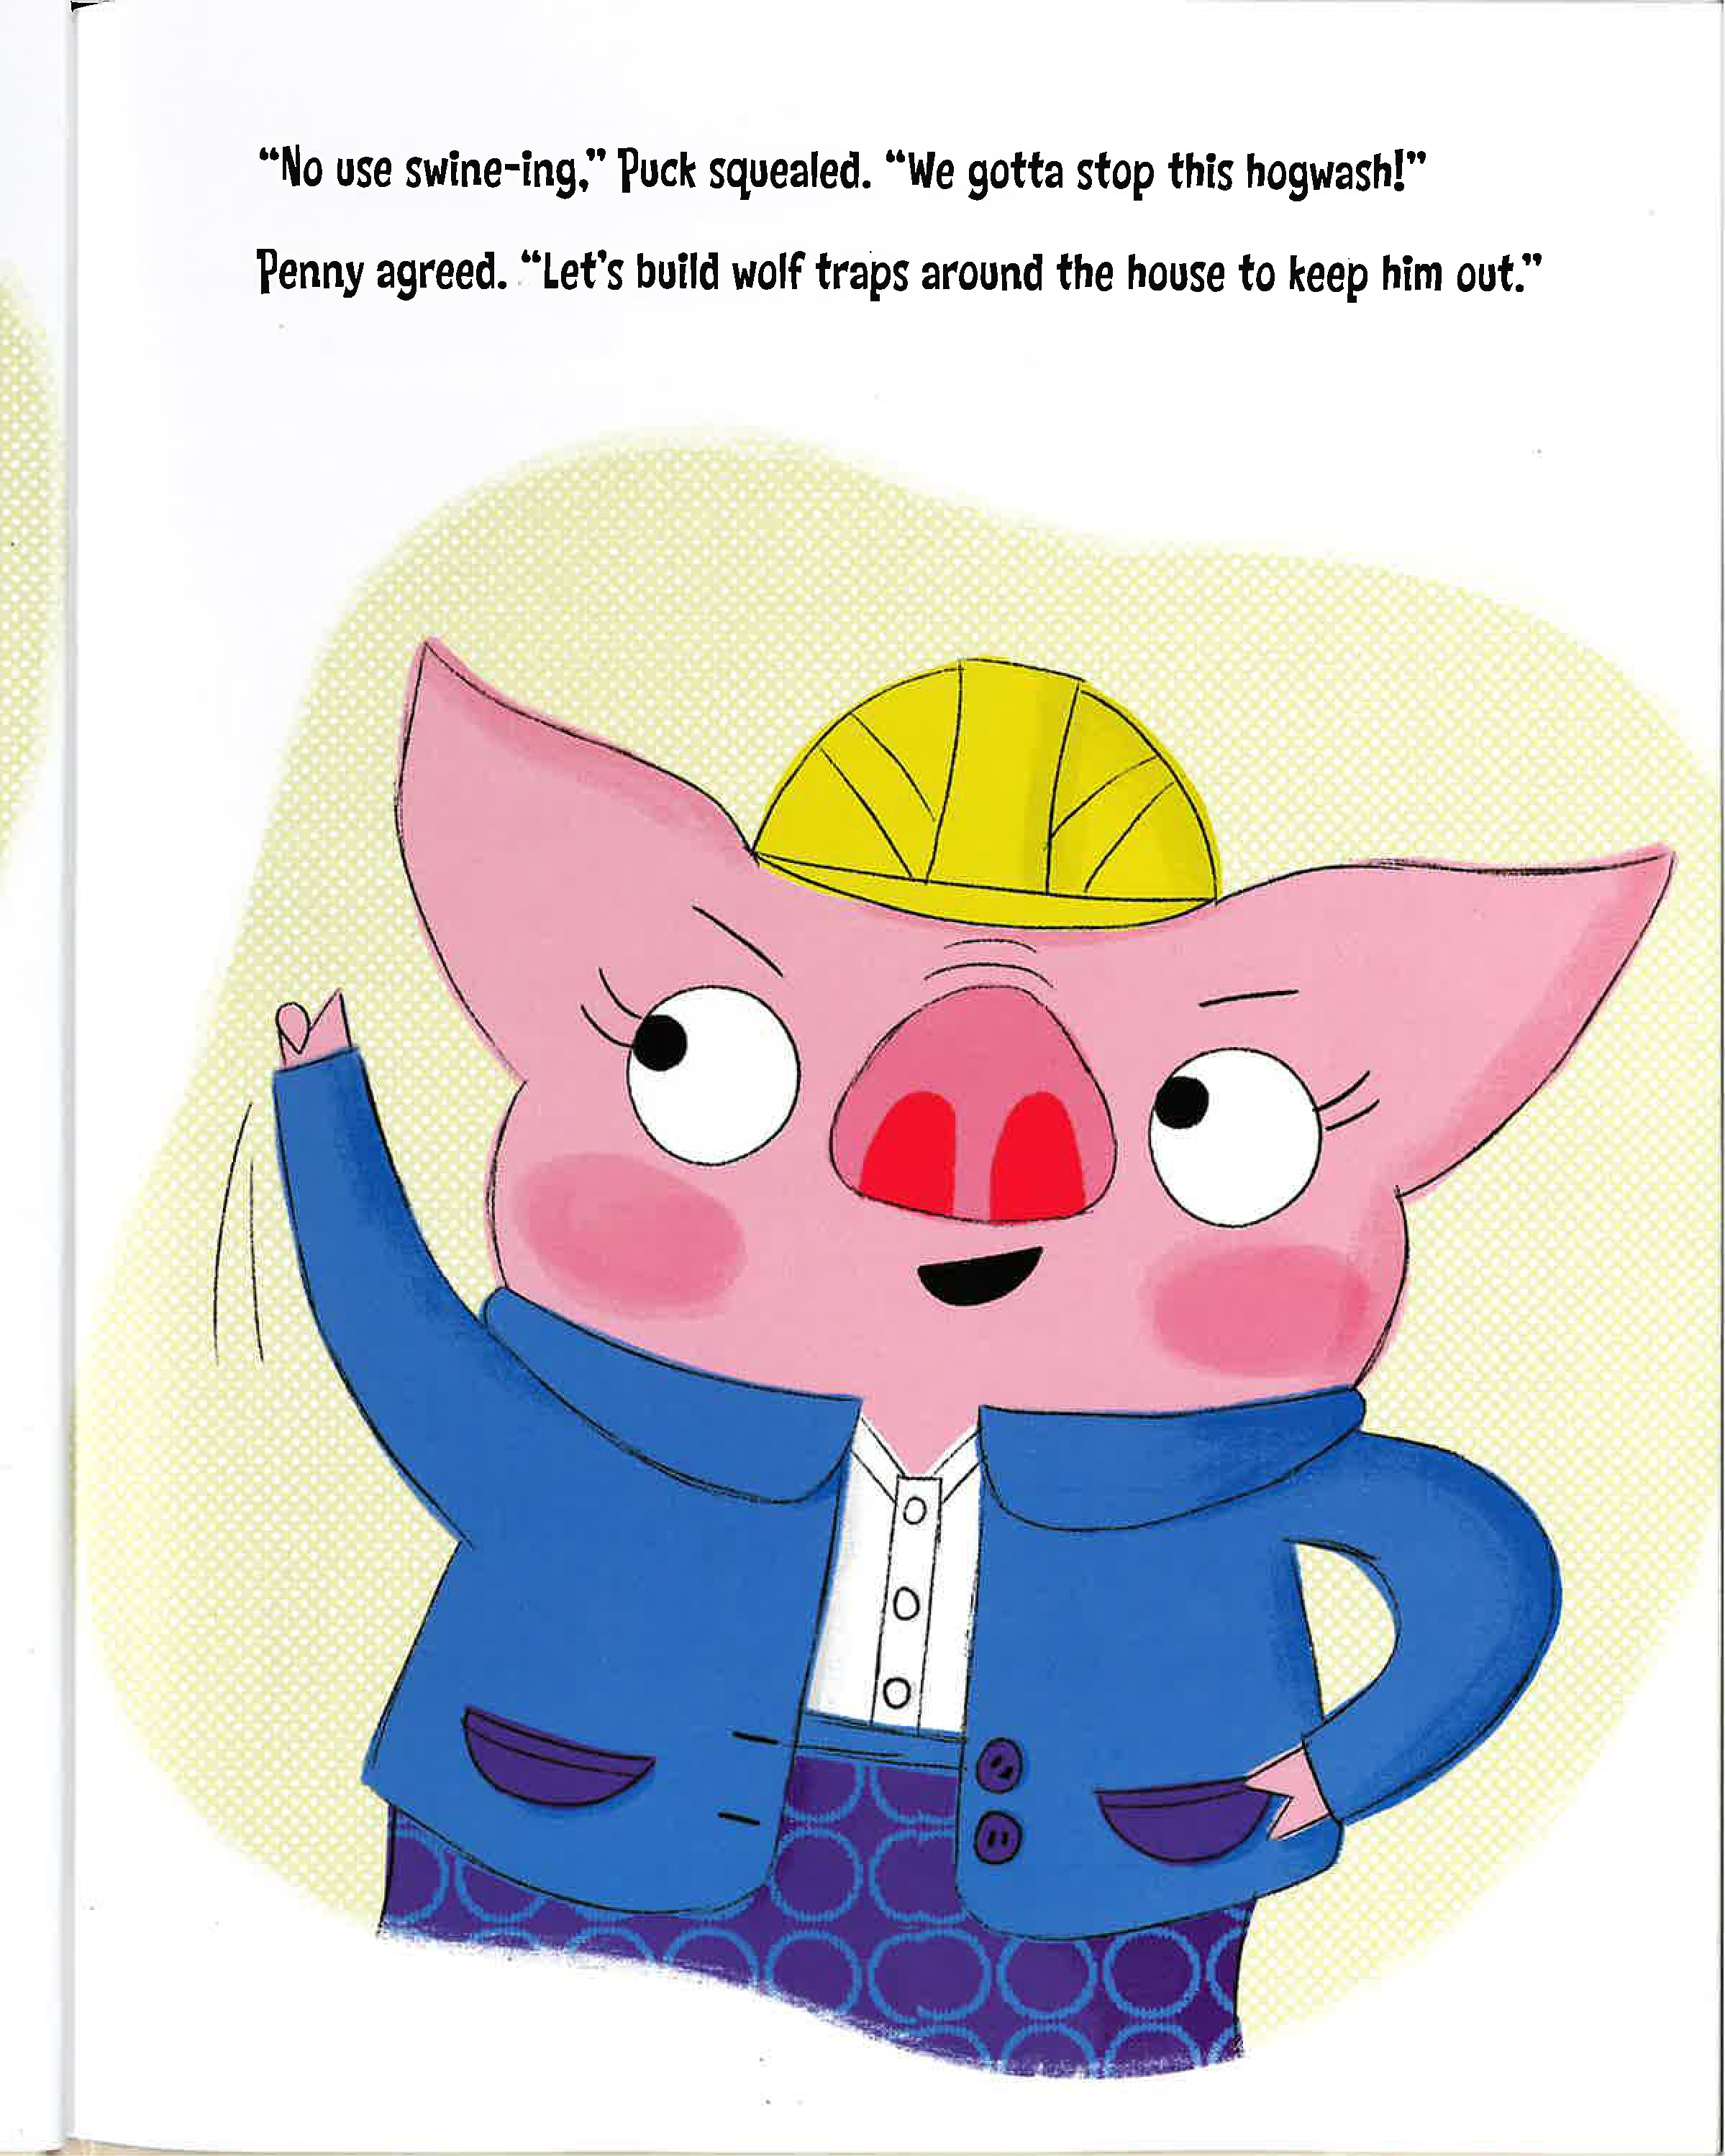 “No use swine-ing,” Puck squealed. “We gotta stop this hogwash!”
Penny agreed. “Let’s build wolf traps around the house to keep him out.”